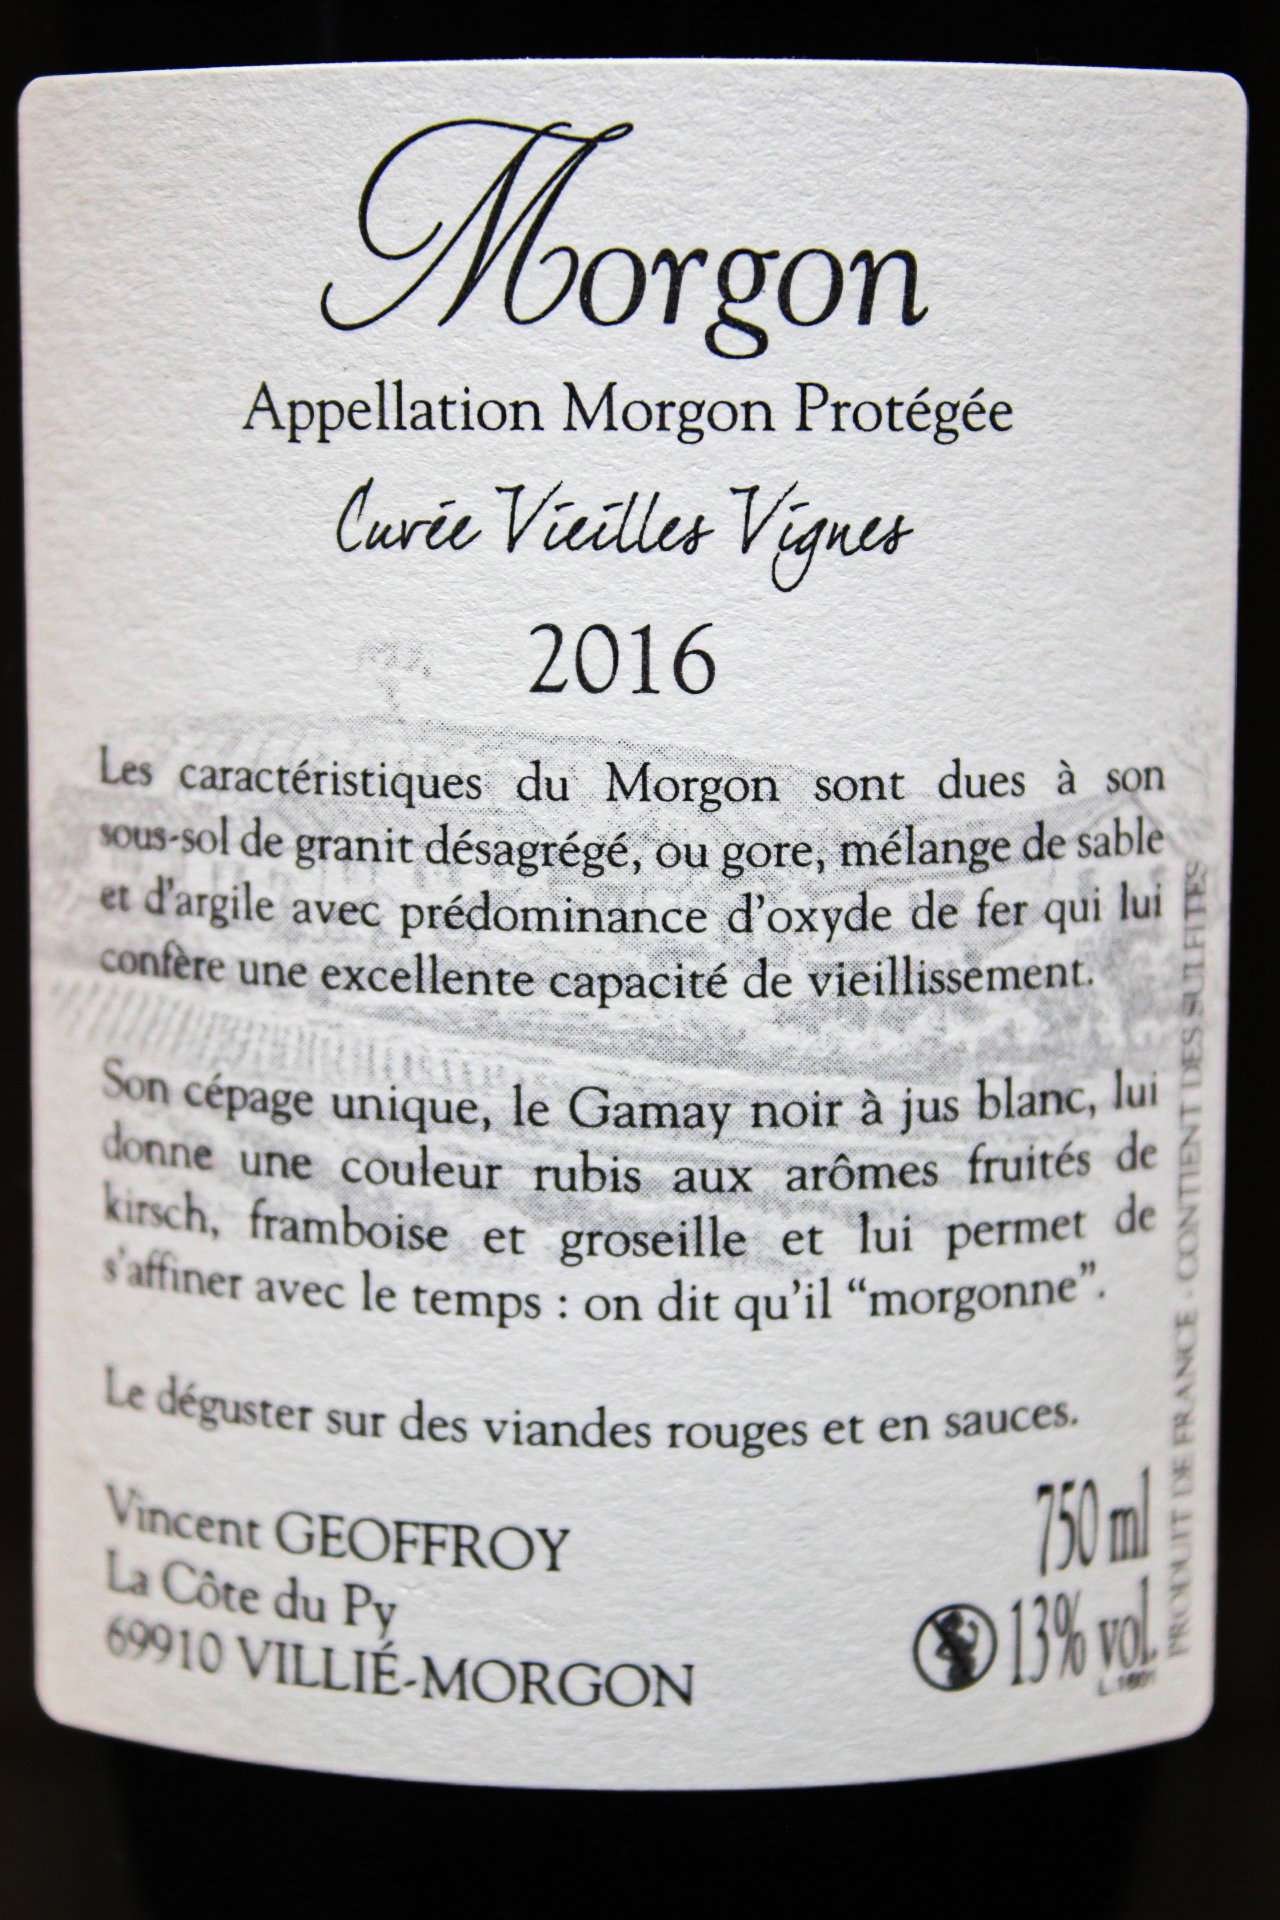 Morgon
Appellation Morgon Protégée
Cuvée Vieilles Vignes
2016
Les caractéristiques du Morgon sont dues à son
sous-sol de granit désagrégé, ou gore, mélange de sable
et d'argile avec prédominance d'oxyde de fer qui lui
confère une excellente capacité de vieillissement.
Son cépage unique, le Gamay noir à jus blanc, lui
donne une couleur rubis aux arômes fruités de
kirsch, framboise et groseille et lui permet de
s'affiner avec le temps : on dit qu'il “morgonne”.
Le déguster sur des viandes rouges et en sauces.
Vincent GEOFFROY
La Côte du Py
69910 VILLIÉ-MORGON
750 ml
13% vol.
PRODUIT DE FRANCE - CONTIENT DES SULFITES